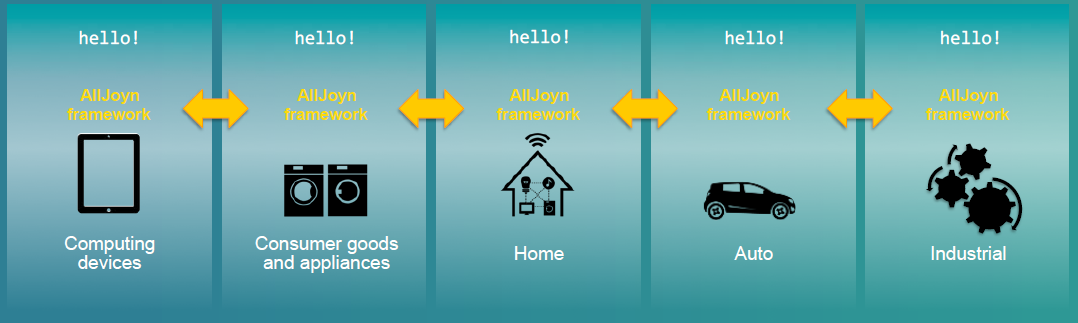 hello!
AllJoyn
framework
Computing
devices
hello!
AllJoyn
framework
Consumer goods
and appliances
hello!
AllJoyn
framework
Home
hello!
AllJoyn
framework
Auto
hello!
AllJoyn
framework
Industrial